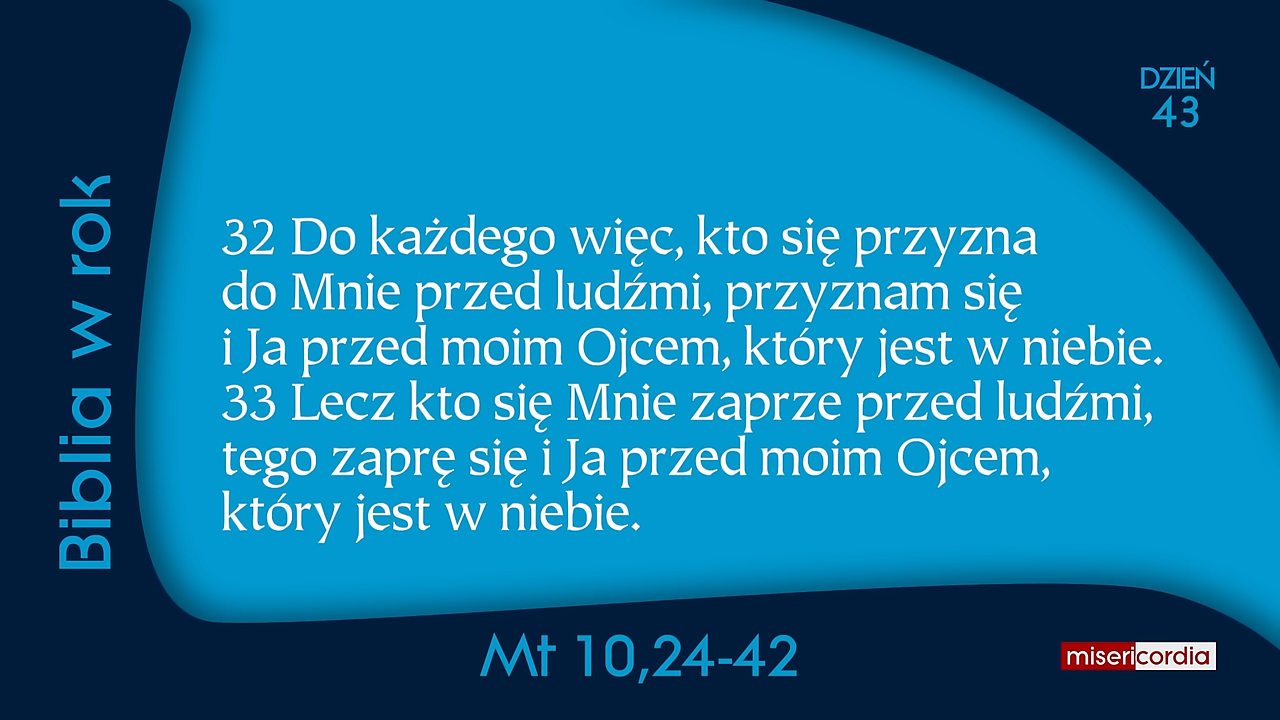 DZIEŃ
43
Biblia w rok
32 Do każdego więc, kto się przyzna
do Mnie przed ludźmi, przyznam się
i Ja przed moim Ojcem, który jest w niebie.
33 Lecz kto się Mnie zaprze przed ludźmi,
tego zaprę się i Ja przed moim Ojcem,
który jest w niebie.
Mt 10,24-42
misericordia